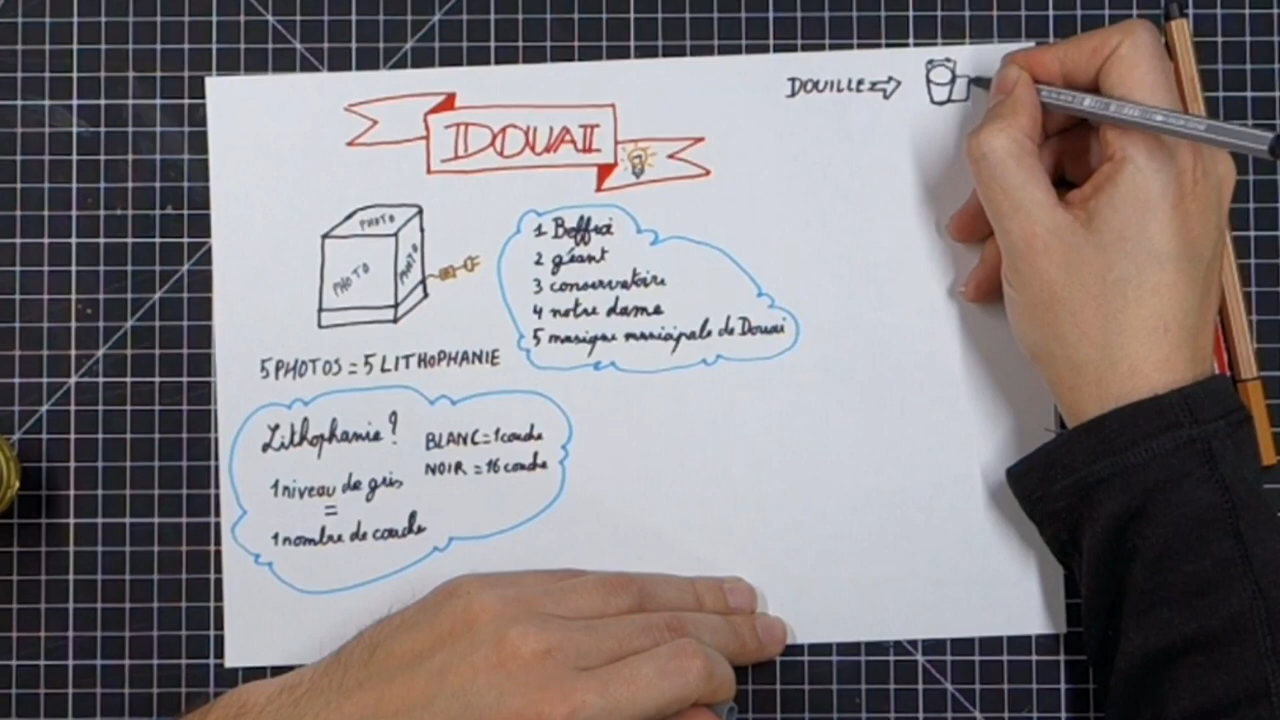 DOUILLE
DOUAI
PHOTO
PHOTO
PHOTO
1 Beffroi
2 géant
3 conservatoire
4 notre dame
5 musique municipale de Douai
5 PHOTOS = 5 LITHOPHANIE
Lithophanie ?
BLANC = 1 couche
NOIR = 16 couche
1 niveau de gris
=
1 nombre de couche